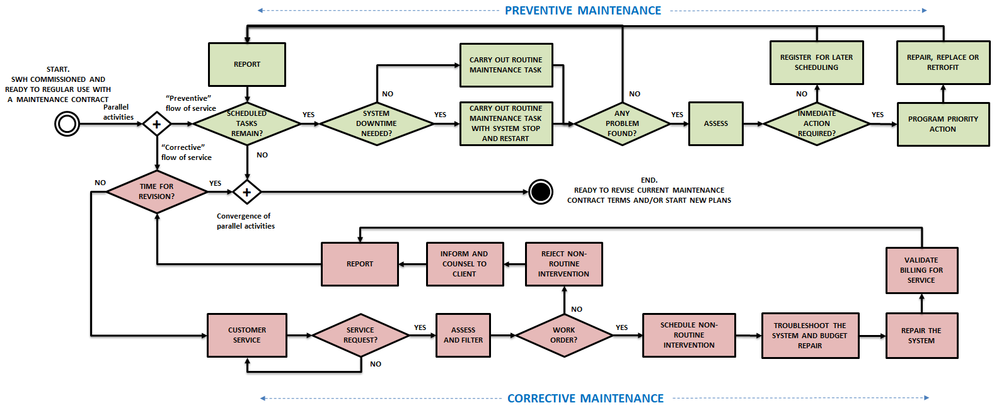 PREVENTIVE MAINTENANCE
START.
SWH COMMISSIONED AND
READY TO REGULAR USE WITH
A MAINTENANCE CONTRACT
Parallel
activities
+
“Preventive”
flow of service
REPORT
SCHEDULED
TASKS
REMAIN?
YES
NO
SYSTEM
DOWNTIME
NEEDED?
NO
YES
CARRY OUT ROUTINE
MAINTENANCE TASK
CARRY OUT ROUTINE
MAINTENANCE TASK
WITH SYSTEM STOP
AND RESTART
ANY
PROBLEM
FOUND?
NO
YES
ASSESS
INMEDIATE
ACTION
REQUIRED?
NO
YES
REGISTER FOR LATER
SCHEDULING
PROGRAM PRIORITY
ACTION
REPAIR, REPLACE OR
RETROFIT
“Corrective”
flow of service
TIME FOR
REVISION?
NO
YES
+
Convergence of
parallel activities
END.
READY TO REVISE CURRENT MAINTENANCE
CONTRACT TERMS AND/OR START NEW PLANS
REPORT
INFORM AND
COUNSEL TO
CLIENT
REJECT NON-
ROUTINE
INTERVENTION
VALIDATE
BILLING FOR
SERVICE
CUSTOMER
SERVICE
SERVICE
REQUEST?
YES
NO
ASSESS
AND FILTER
WORK
ORDER?
NO
YES
SCHEDULE NON-
ROUTINE
INTERVENTION
TROUBLESHOOT THE
SYSTEM AND BUDGET
REPAIR
REPAIR THE
SYSTEM
CORRECTIVE MAINTENANCE